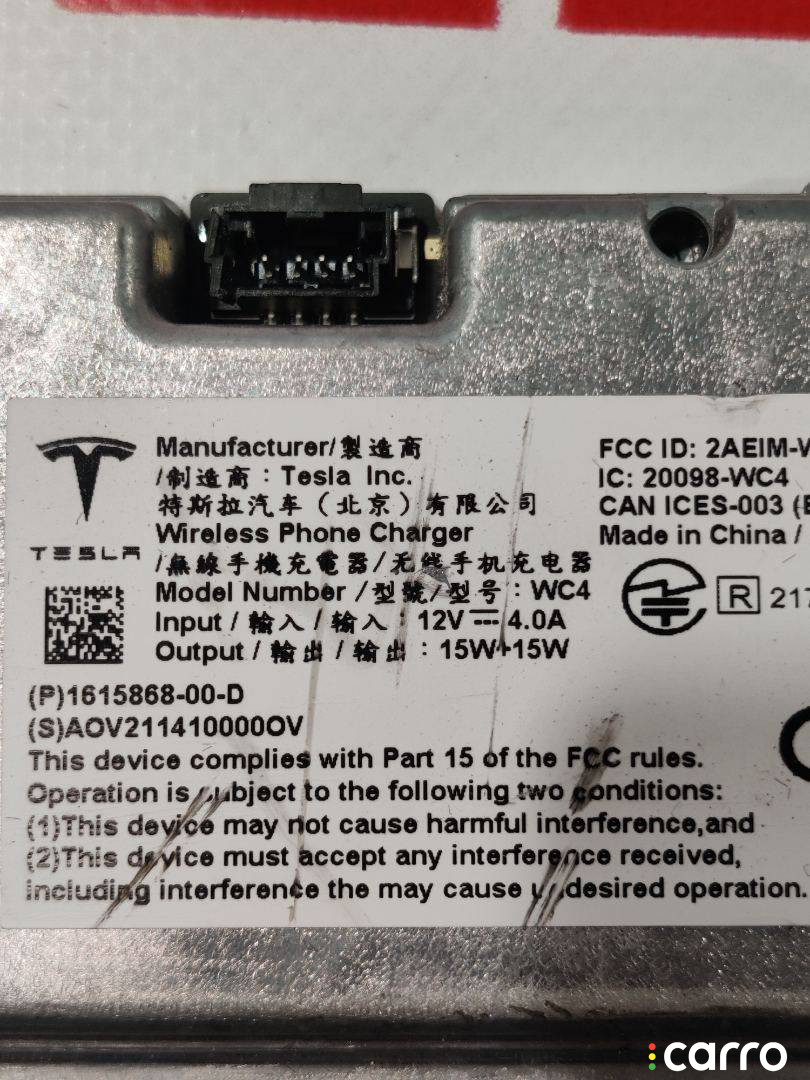 Manufacturer/製造商
/制造商：Tesla Inc.
特斯拉汽车（北京）有限公司
Wireless Phone Charger
/無線手機充電器/无线手机充电器
Model Number /型號/型号：WC4
Input / 輸入 / 输入：12V ⎓ 4.0A
Output / 輸出 / 输出：15W+15W
TESLA
FCC ID: 2AEIM-W
IC: 20098-WC4
CAN ICES-003 (B
Made in China /
R 217
(P)1615868-00-D
(S)AOV211410000OV
This device complies with Part 15 of the FCC rules.
Operation is subject to the following two conditions:
(1)This device may not cause harmful interference,and
(2)This device must accept any interference received,
including interference the may cause undesired operation.
carro